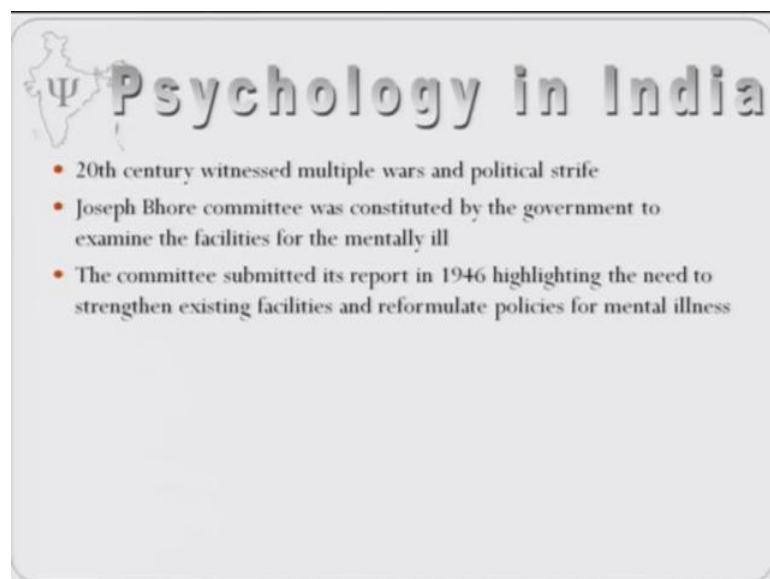 Ψ Psychology in India
• 20th century witnessed multiple wars and political strife
• Joseph Bhore committee was constituted by the government to
examine the facilities for the mentally ill
• The committee submitted its report in 1946 highlighting the need to
strengthen existing facilities and reformulate policies for mental illness